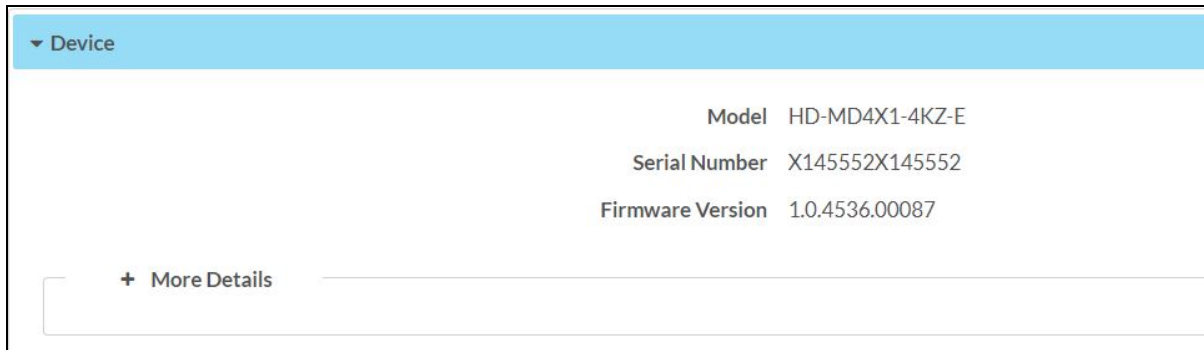 Device
Model HD-MD4X1-4KZ-E
Serial Number X145552X145552
Firmware Version 1.0.4536.00087
+ More Details